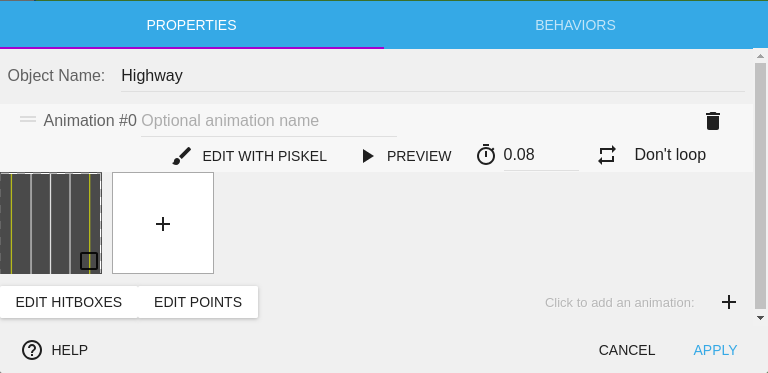 PROPERTIES BEHAVIORS
Object Name: Highway
Animation #0 Optional animation name
EDIT WITH PISKEL PREVIEW 0.08 Don't loop
EDIT HITBOXES EDIT POINTS Click to add an animation:
HELP CANCEL APPLY